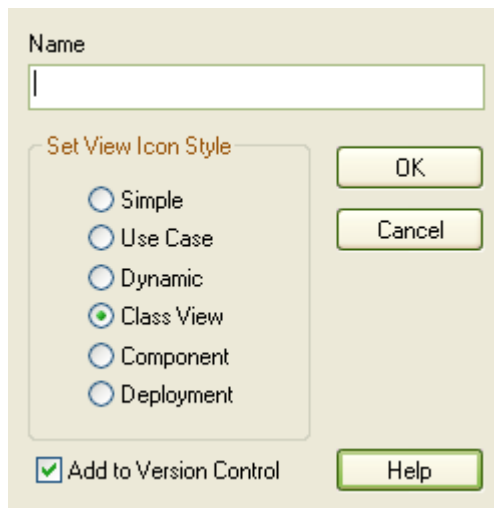 Name
Set View Icon Style
Simple
Use Case
Dynamic
Class View
Component
Deployment
OK
Cancel
Add to Version Control
Help